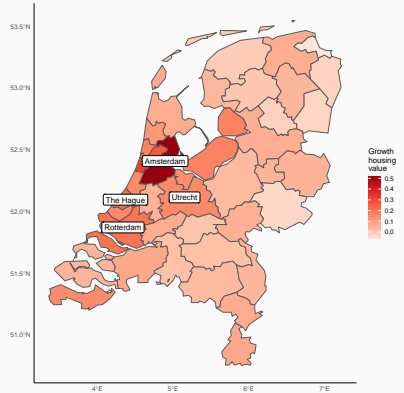 53.5°N
53.0°N
52.5°N
52.0°N
51.5°N
51.0°N
Amsterdam
The Hague
Utrecht
Rotterdam
4°E
5°E
6°E
7°E
Growth
housing
value
0.5
0.4
0.3
0.2
0.1
0.0